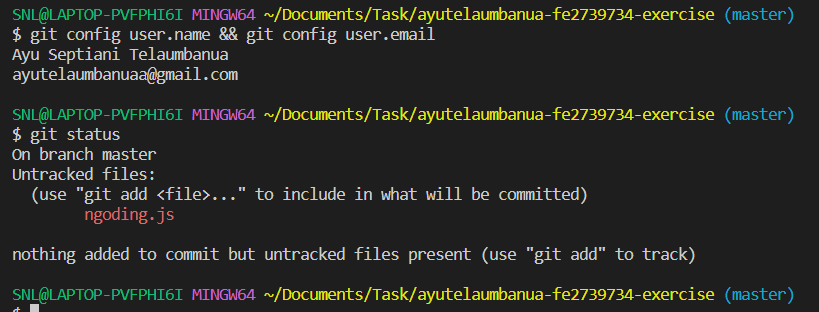 SNL@LAPTOP-PVFPHI6I MINGW64 ~/Documents/Task/ayutelaumbanua-fe2739734-exercise (master)
$ git config user.name && git config user.email
Ayu Septiani Telaumbanua
ayutelaumbanuaa@gmail.com
SNL@LAPTOP-PVFPHI6I MINGW64 ~/Documents/Task/ayutelaumbanua-fe2739734-exercise (master)
$ git status
On branch master
Untracked files:
(use "git add <file>..." to include in what will be committed)
ngoding.js
nothing added to commit but untracked files present (use "git add" to track)
SNL@LAPTOP-PVFPHI6I MINGW64 ~/Documents/Task/ayutelaumbanua-fe2739734-exercise (master)
$